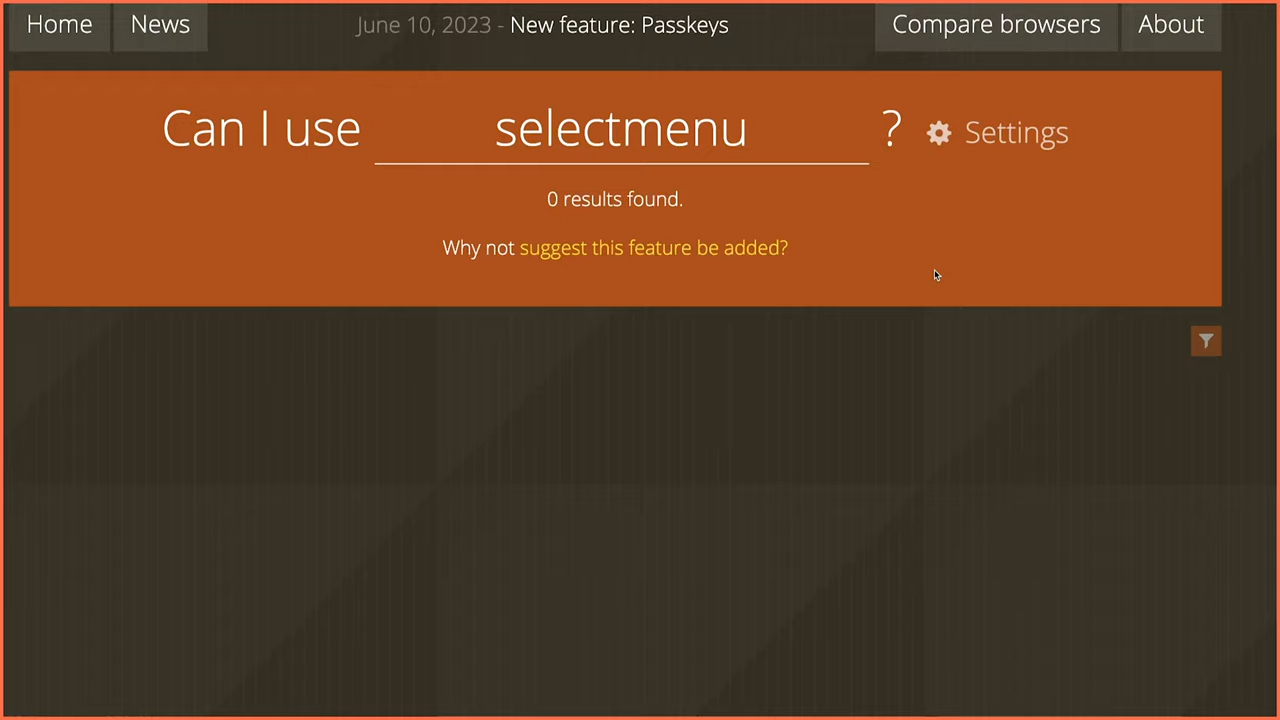 Home News June 10, 2023 - New feature: Passkeys Compare browsers About
Can I use selectmenu ? Settings
0 results found.
Why not suggest this feature be added?